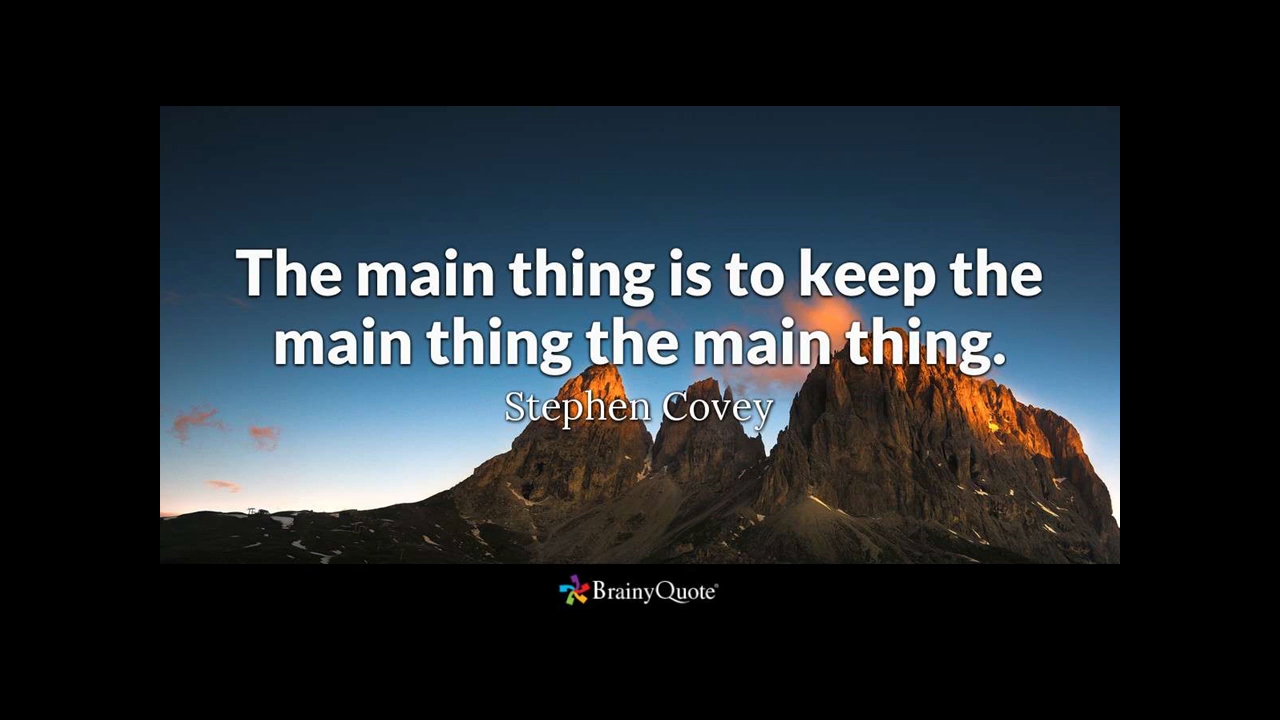 The main thing is to keep the
main thing the main thing.
Stephen Covey
BrainyQuote®